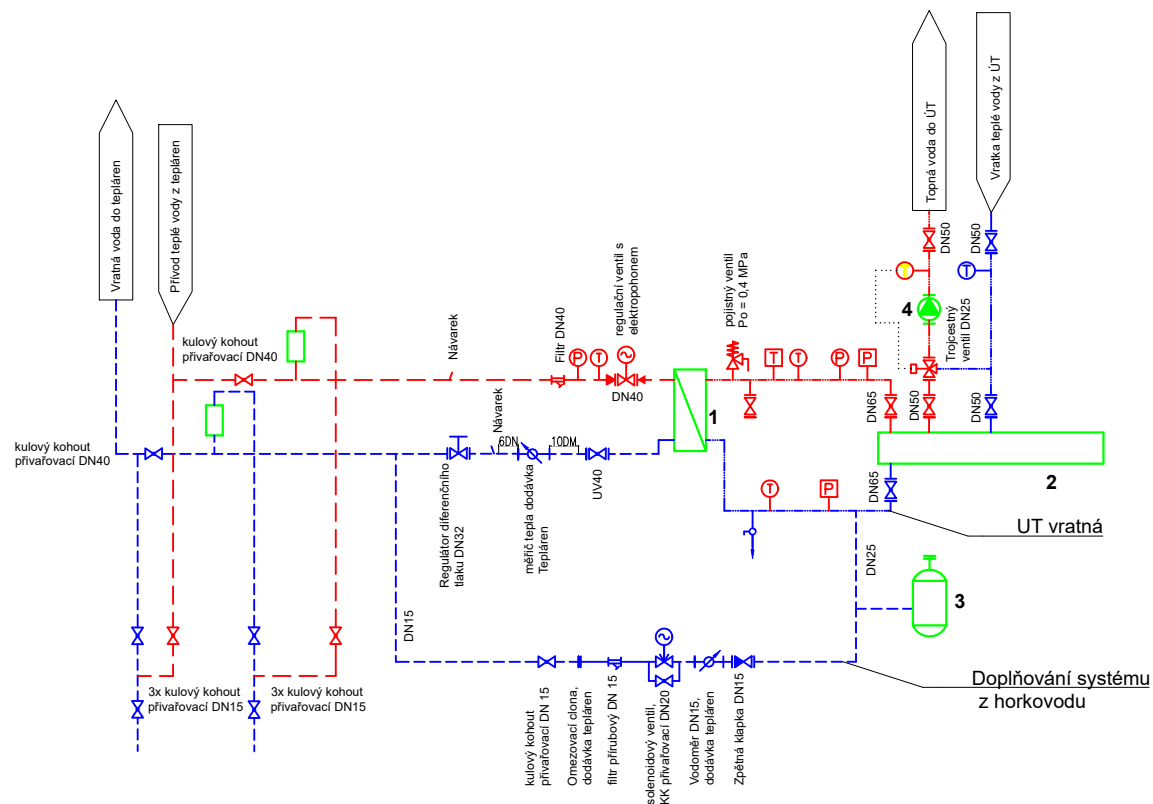 Vratná voda do tepláren
Přívod teplé vody z tepláren
Topná voda do ÚT
Vratka teplé vody z ÚT
DN50
DN50
T
T
4
Trojcestný
ventil DN25
kulový kohout
přivařovací DN40
Návarek
Filtr DN40
regulační ventil s
elektropohonem
pojistný ventil
Po = 0,4 MPa
P
T
DN40
T
T
P
P
1
DN65
DN50
DN50
kulový kohout
přivařovací DN40
Návarek
6DN
10DM
UV40
Regulátor diferenčního
tlaku DN32
měřič tepla dodávka
Tepláren
2
DN65
T
P
UT vratná
DN25
3
DN15
3x kulový kohout
přivařovací DN15
3x kulový kohout
přivařovací DN15
Doplňování systému
z horkovodu
kulový kohout
přivařovací DN 15
Omezovací clona,
dodávka tepláren
filtr přírubový DN 15
solenoidový ventil,
KK přivařovací DN20
Vodoměr DN15,
dodávka tepláren
Zpětná klapka DN15